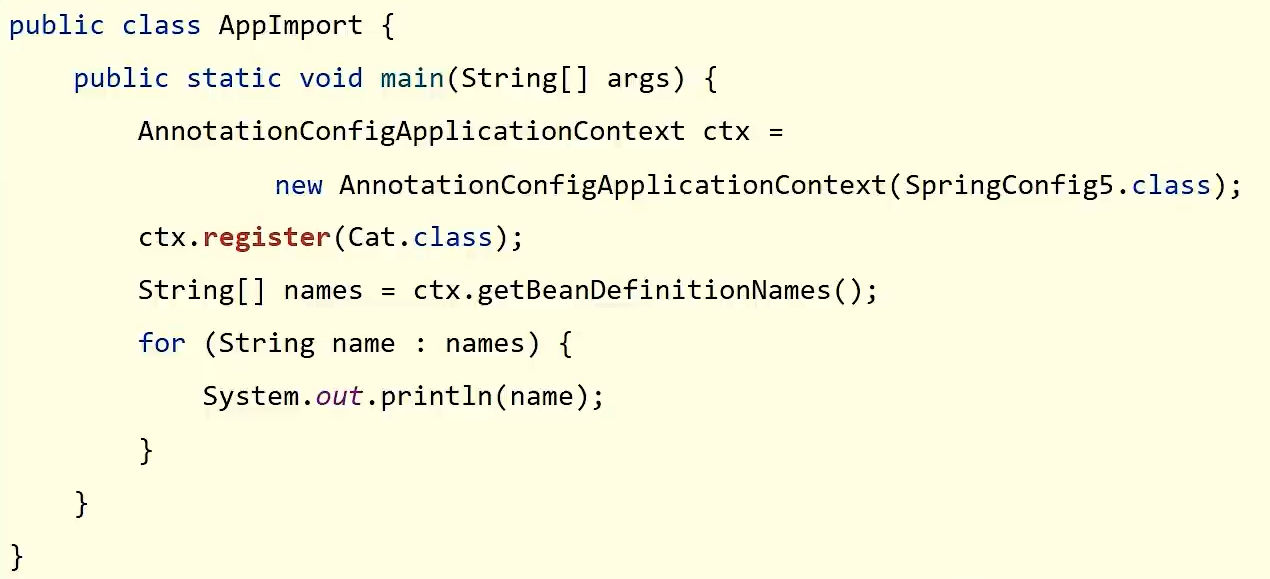 public class AppImport {
    public static void main(String[] args) {
        AnnotationConfigApplicationContext ctx =
                new AnnotationConfigApplicationContext(SpringConfig5.class);
        ctx.register(Cat.class);
        String[] names = ctx.getBeanDefinitionNames();
        for (String name : names) {
            System.out.println(name);
        }
    }
}